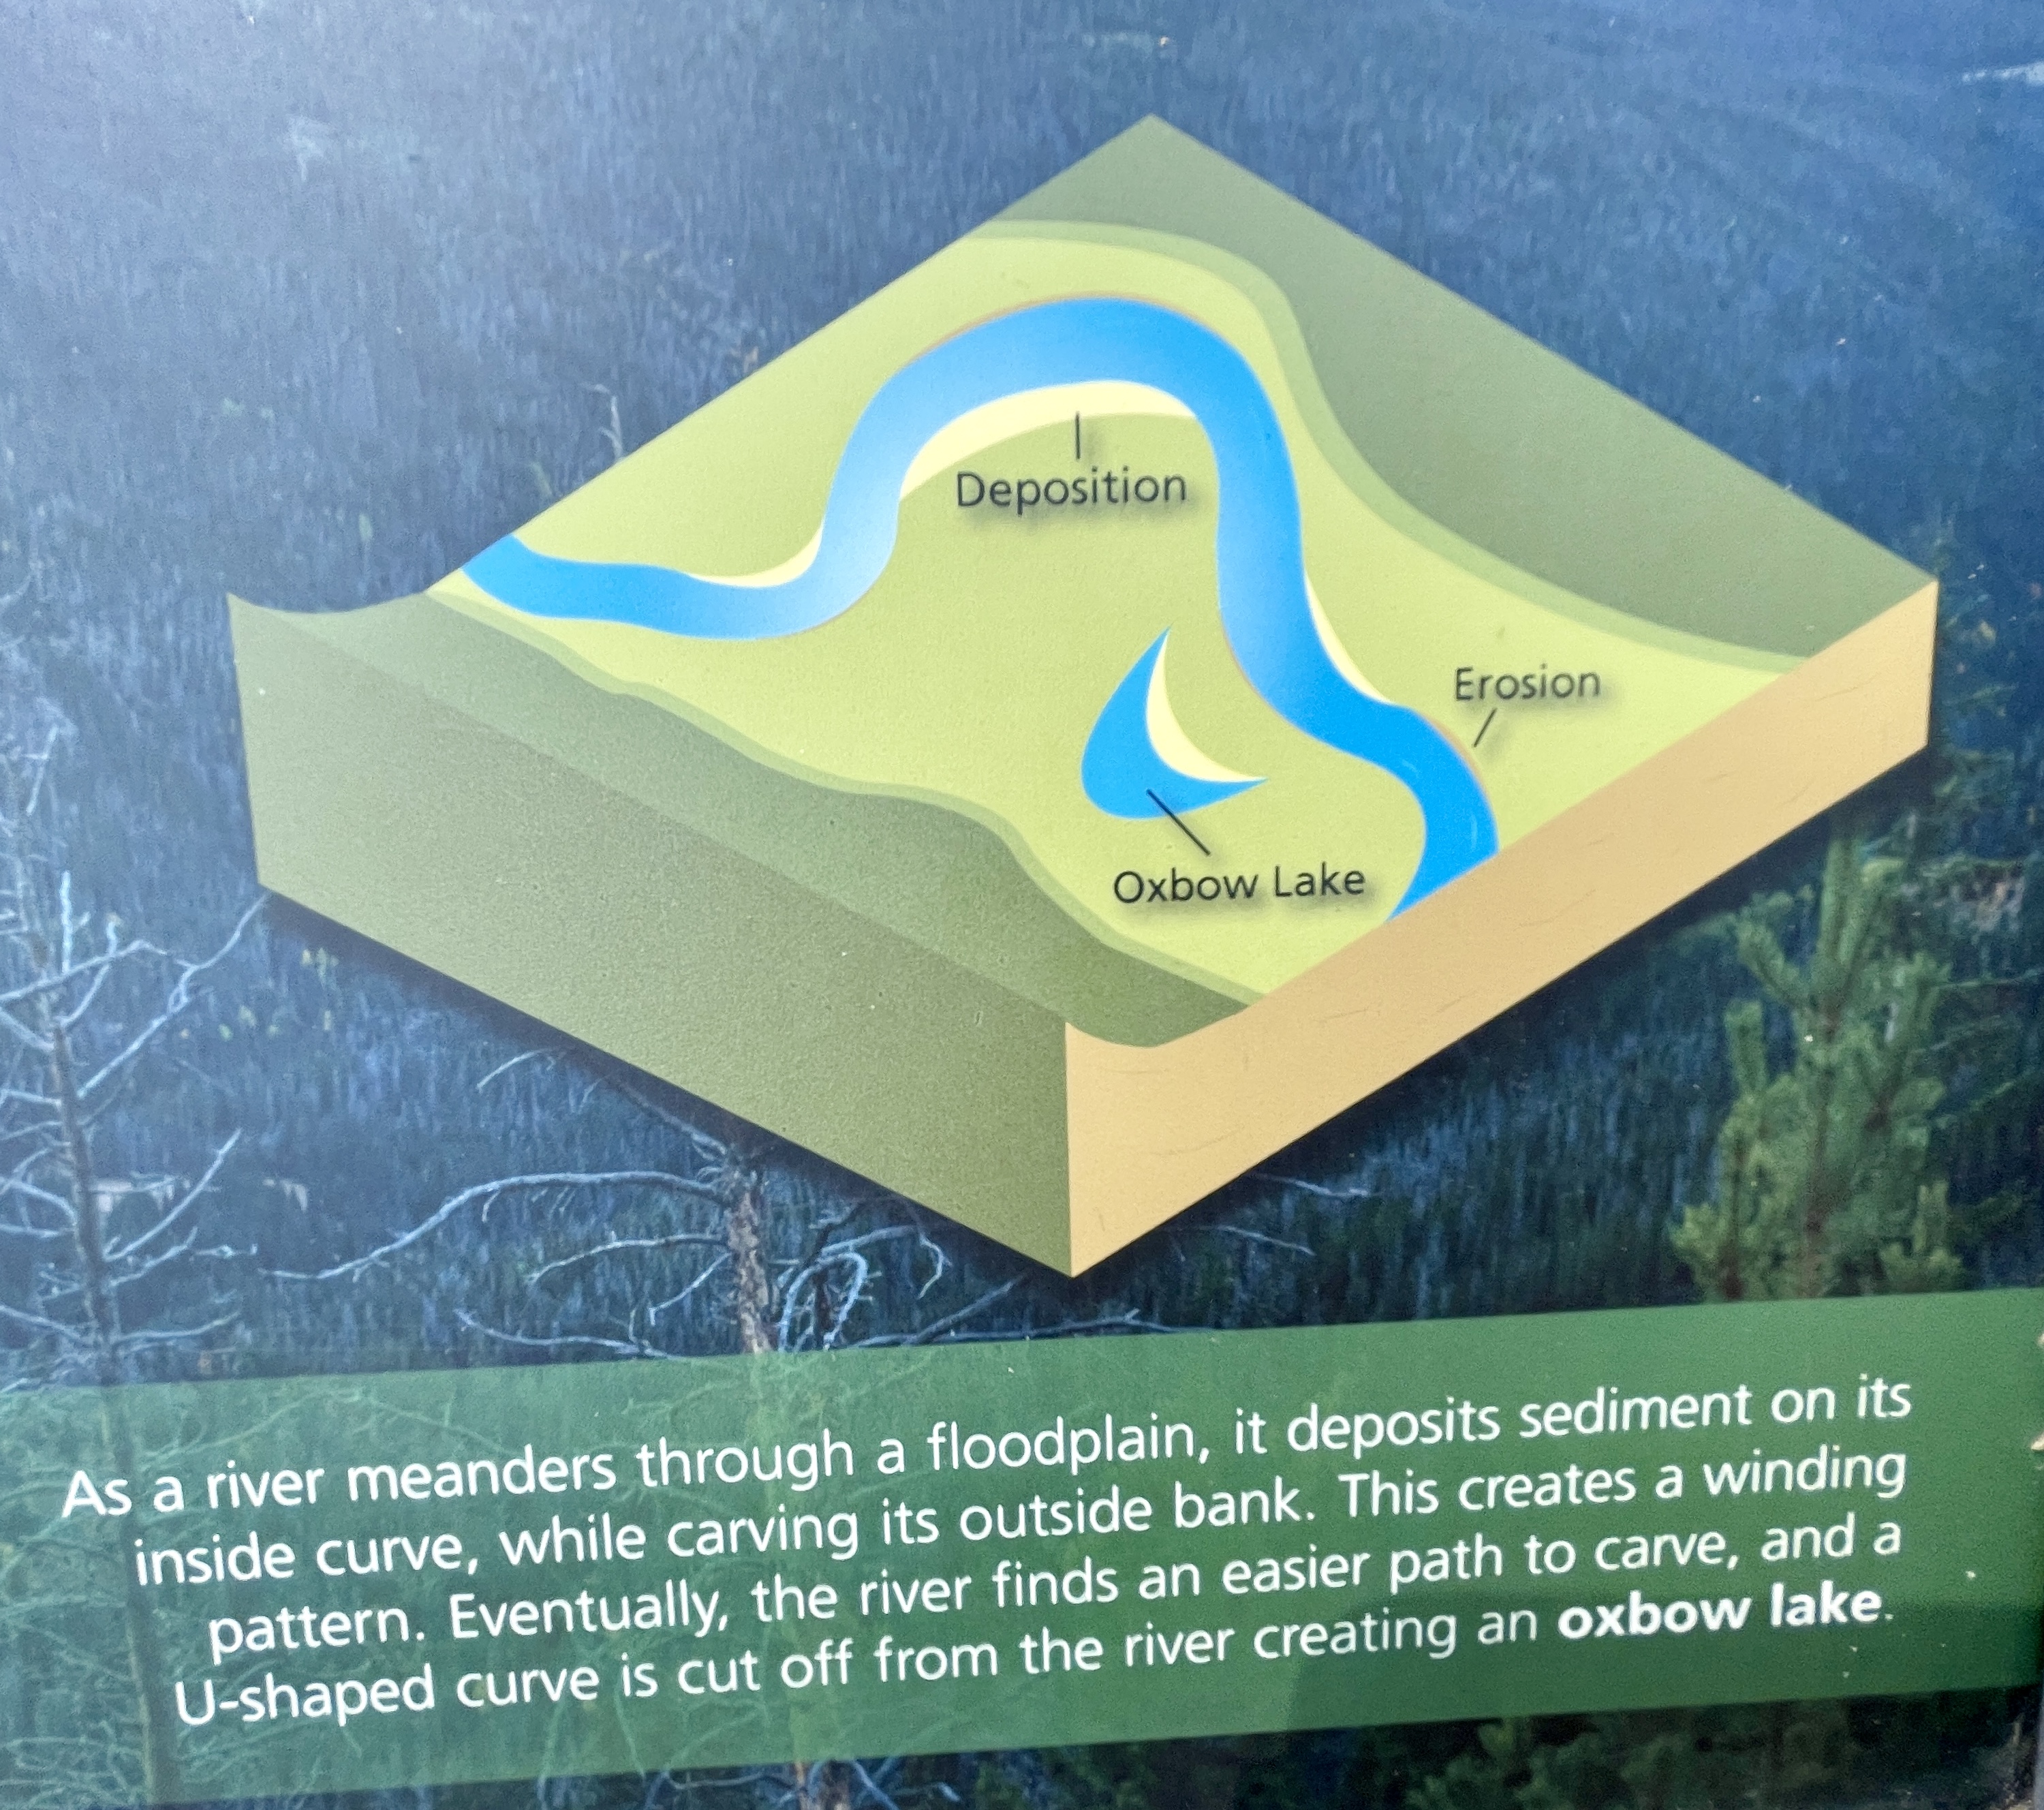 Deposition
Erosion
Oxbow Lake
As a river meanders through a floodplain, it deposits sediment on its
inside curve, while carving its outside bank. This creates a winding
pattern. Eventually, the river finds an easier path to carve, and a
U-shaped curve is cut off from the river creating an oxbow lake.